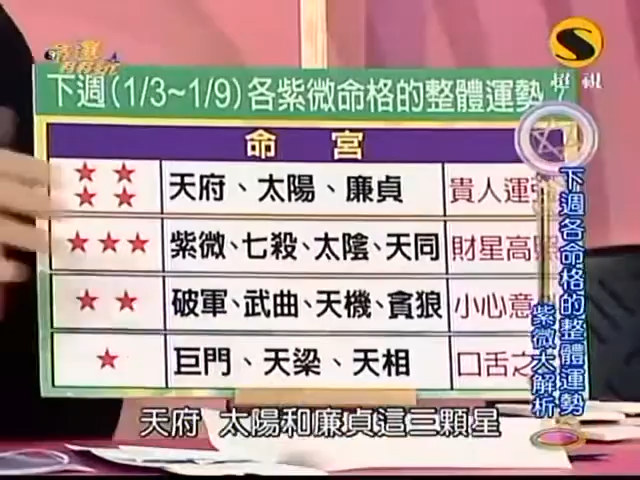 超視
下週(1/3~1/9)各紫微命格的整體運勢
命宮
★★★★ 天府、太陽、廉貞 貴人運
★★★ 紫微、七殺、太陰、天同 財星高照
★★ 破軍、武曲、天機、貪狼 小心意
★ 巨門、天梁、天相 口舌之
下週各命格的整體運勢
紫微大解析
天府 太陽和廉貞這三顆星